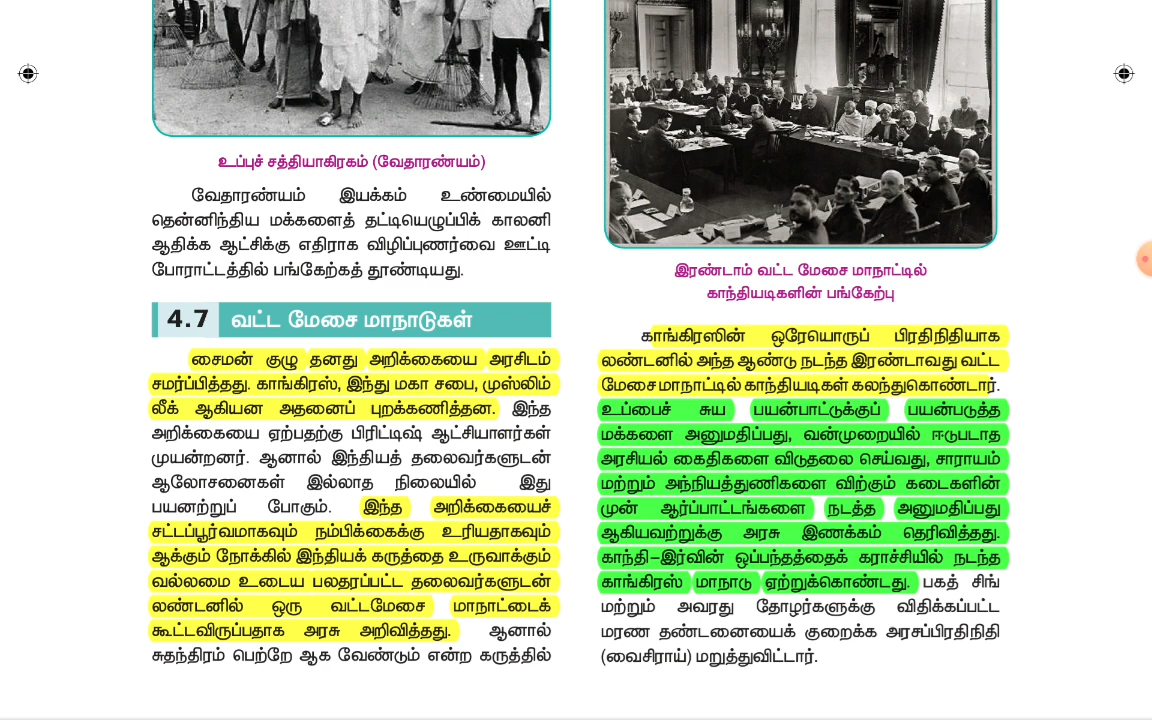 உப்புச் சத்தியாகிரகம் (வேதாரண்யம்)
வேதாரண்யம் இயக்கம் உண்மையில்
தென்னிந்திய மக்களைத் தட்டியெழுப்பிக் காலனி
ஆதிக்க ஆட்சிக்கு எதிராக விழிப்புணர்வை ஊட்டி
போராட்டத்தில் பங்கேற்கத் தூண்டியது.
4.7 வட்ட மேசை மாநாடுகள்
சைமன் குழு தனது அறிக்கையை அரசிடம்
சமர்ப்பித்தது. காங்கிரஸ், இந்து மகா சபை, முஸ்லிம்
லீக் ஆகியன அதனைப் புறக்கணித்தன. இந்த
அறிக்கையை ஏற்பதற்கு பிரிட்டிஷ் ஆட்சியாளர்கள்
முயன்றனர். ஆனால் இந்தியத் தலைவர்களுடன்
ஆலோசனைகள் இல்லாத நிலையில் இது
பயனற்றுப் போகும். இந்த அறிக்கையைச்
சட்டப்பூர்வமாகவும் நம்பிக்கைக்கு உரியதாகவும்
ஆக்கும் நோக்கில் இந்தியக் கருத்தை உருவாக்கும்
வல்லமை உடைய பலதரப்பட்ட தலைவர்களுடன்
லண்டனில் ஒரு வட்டமேசை மாநாட்டைக்
கூட்டவிருப்பதாக அரசு அறிவித்தது. ஆனால்
சுதந்திரம் பெற்றே ஆக வேண்டும் என்ற கருத்தில்
இரண்டாம் வட்ட மேசை மாநாட்டில்
காந்தியடிகளின் பங்கேற்பு
காங்கிரஸின் ஒரேயொருப் பிரதிநிதியாக
லண்டனில் அந்த ஆண்டு நடந்த இரண்டாவது வட்ட
மேசை மாநாட்டில் காந்தியடிகள் கலந்துகொண்டார்.
உப்பைச் சுய பயன்பாட்டுக்குப் பயன்படுத்த
மக்களை அனுமதிப்பது, வன்முறையில் ஈடுபடாத
அரசியல் கைதிகளை விடுதலை செய்வது, சாராயம்
மற்றும் அந்நியத்துணிகளை விற்கும் கடைகளின்
முன் ஆர்ப்பாட்டங்களை நடத்த அனுமதிப்பது
ஆகியவற்றுக்கு அரசு இணக்கம் தெரிவித்தது.
காந்தி–இர்வின் ஒப்பந்தத்தைக் கராச்சியில் நடந்த
காங்கிரஸ் மாநாடு ஏற்றுக்கொண்டது. பகத் சிங்
மற்றும் அவரது தோழர்களுக்கு விதிக்கப்பட்ட
மரண தண்டனையைக் குறைக்க அரசப்பிரதிநிதி
(வைசிராய்) மறுத்துவிட்டார்.